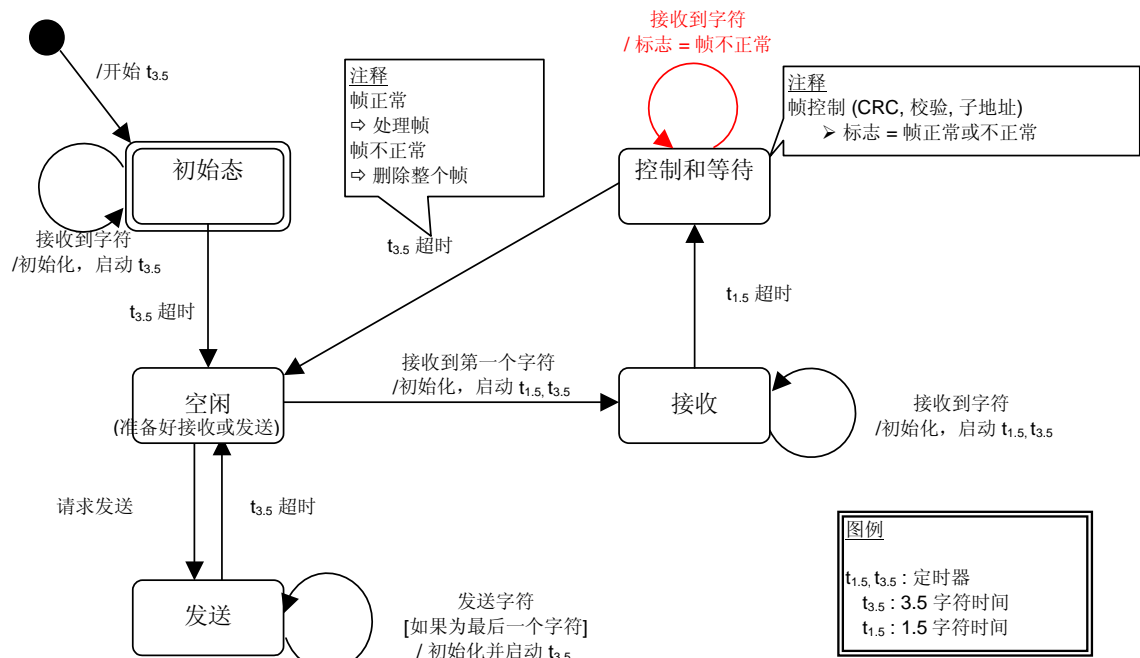 接收到字符
/ 标志 = 帧不正常
/开始 t3.5
注释
帧正常
⇨ 处理帧
帧不正常
⇨ 删除整个帧
注释
帧控制 (CRC, 校验, 子地址)
➢ 标志 = 帧正常或不正常
初始态
控制和等待
接收到字符
/初始化，启动 t3.5
t3.5 超时
t3.5 超时
t1.5 超时
接收到第一个字符
/初始化，启动 t1.5, t3.5
空闲
(准备好接收或发送)
接收
接收到字符
/初始化，启动 t1.5, t3.5
请求发送
t3.5 超时
图例
t1.5, t3.5 : 定时器
t3.5 : 3.5 字符时间
t1.5 : 1.5 字符时间
发送
发送字符
[如果为最后一个字符]
/ 初始化并启动 t3.5